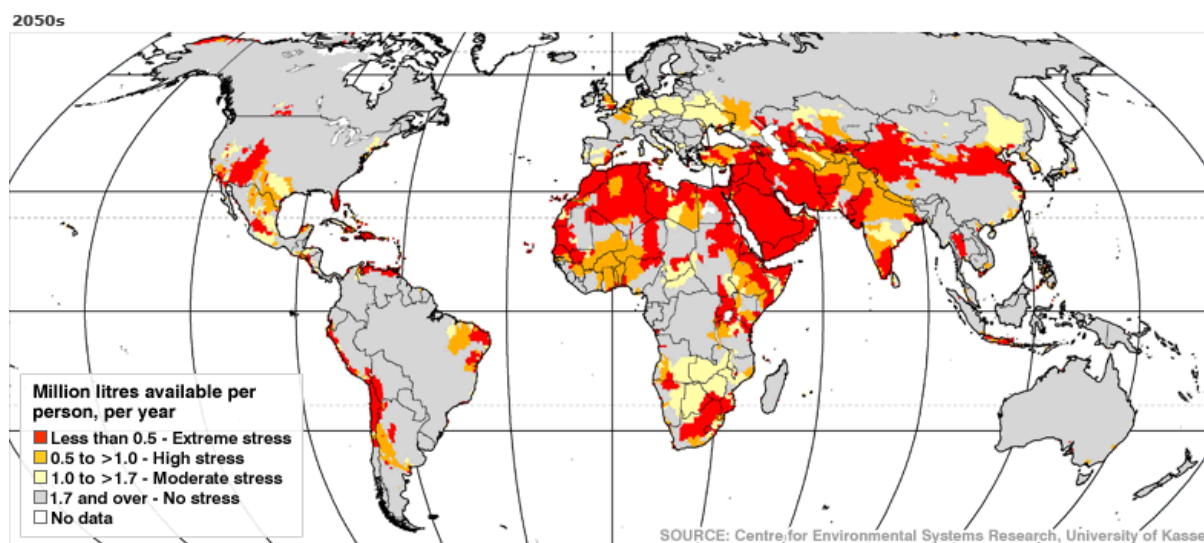 2050s
Million litres available per
person, per year
Less than 0.5 - Extreme stress
0.5 to >1.0 - High stress
1.0 to >1.7 - Moderate stress
1.7 and over - No stress
No data
SOURCE: Centre for Environmental Systems Research, University of Kassa